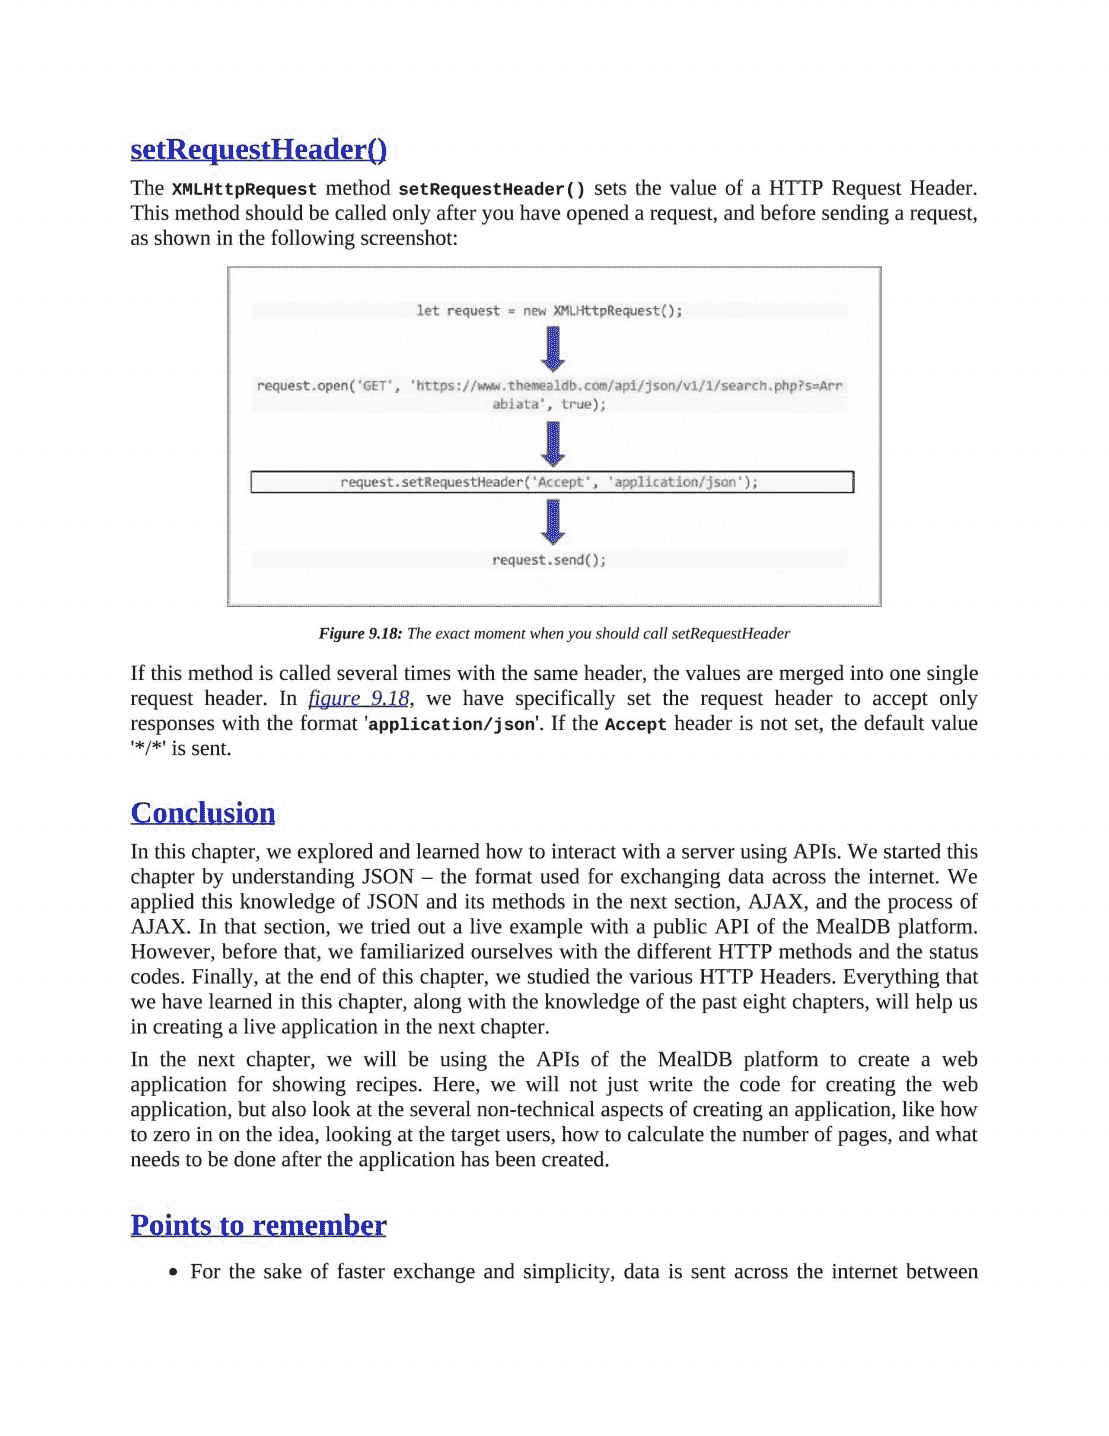 setRequestHeader()
The XMLHttpRequest method setRequestHeader() sets the value of a HTTP Request Header.
This method should be called only after you have opened a request, and before sending a request,
as shown in the following screenshot:
let request = new XMLHttpRequest();
request.open('GET', 'https://www.themealdb.com/api/json/v1/1/search.php?s=Arr
abiata', true);
request.setRequestHeader('Accept', 'application/json');
request.send();
Figure 9.18: The exact moment when you should call setRequestHeader
If this method is called several times with the same header, the values are merged into one single
request header. In figure 9.18, we have specifically set the request header to accept only
responses with the format 'application/json'. If the Accept header is not set, the default value
'*/*' is sent.
Conclusion
In this chapter, we explored and learned how to interact with a server using APIs. We started this
chapter by understanding JSON – the format used for exchanging data across the internet. We
applied this knowledge of JSON and its methods in the next section, AJAX, and the process of
AJAX. In that section, we tried out a live example with a public API of the MealDB platform.
However, before that, we familiarized ourselves with the different HTTP methods and the status
codes. Finally, at the end of this chapter, we studied the various HTTP Headers. Everything that
we have learned in this chapter, along with the knowledge of the past eight chapters, will help us
in creating a live application in the next chapter.
In the next chapter, we will be using the APIs of the MealDB platform to create a web
application for showing recipes. Here, we will not just write the code for creating the web
application, but also look at the several non-technical aspects of creating an application, like how
to zero in on the idea, looking at the target users, how to calculate the number of pages, and what
needs to be done after the application has been created.
Points to remember
• For the sake of faster exchange and simplicity, data is sent across the internet between